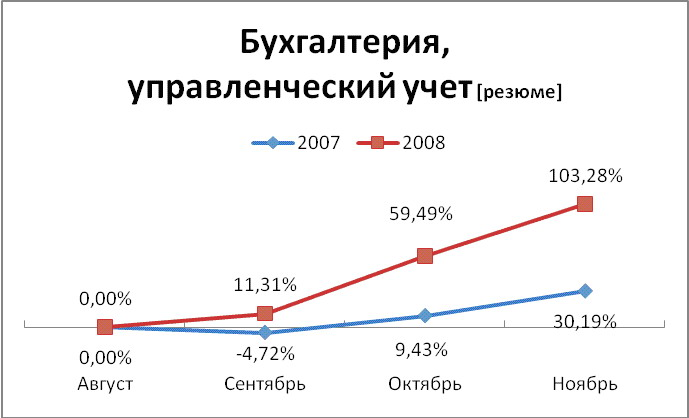 Бухгалтерия,
управленческий учет [резюме]
2007 2008
103,28%
59,49%
11,31%
0,00%
30,19%
0,00% -4,72% 9,43%
Август Сентябрь Октябрь Ноябрь